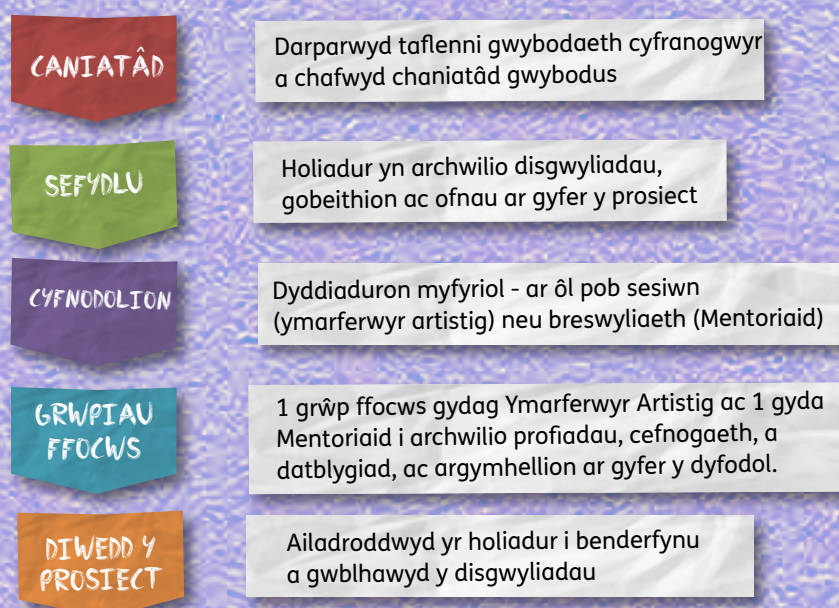 CANIATÂD
Darparwyd taflenni gwybodaeth cyfranogwyr
a chafwyd chaniatâd gwybodus
SEFYDLU
Holiadur yn archwilio disgwyliadau,
gobeithion ac ofnau ar gyfer y prosiect
CYFNODOLION
Dyddiaduron myfyriol - ar ôl pob sesiwn
(ymarferwyr artistig) neu breswyliaeth (Mentoriaid)
GRŴPIAU
FFOCWS
1 grŵp ffocws gydag Ymarferwyr Artistig ac 1 gyda
Mentoriaid i archwilio profiadau, cefnogaeth, a
datblygiad, ac argymhellion ar gyfer y dyfodol.
DIWEDD Y
PROSIECT
Ailadroddwyd yr holiadur i benderfynu
a gwblhawyd y disgwyliadau